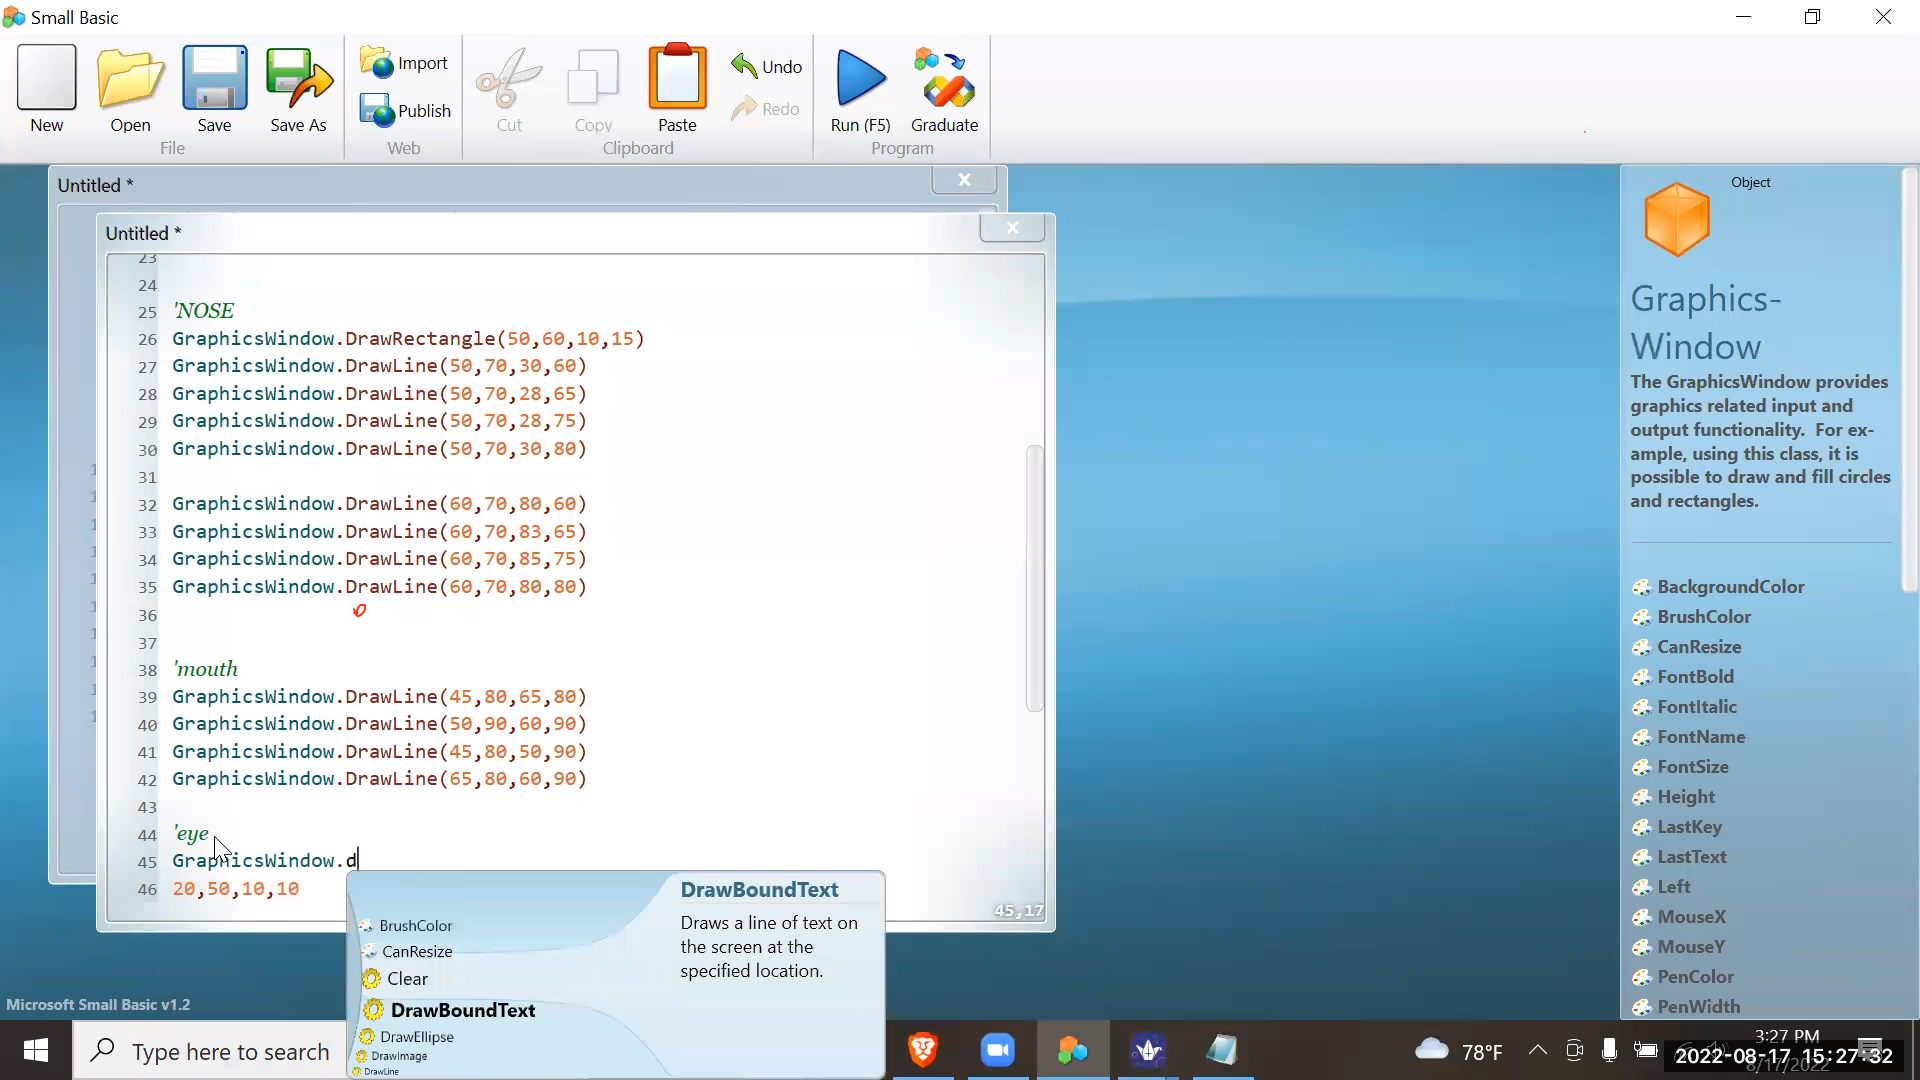 Small Basic
New
Open
Save
Save As
Import
Publish
Cut
Copy
Paste
Undo
Redo
Run (F5)
Graduate
File
Web
Clipboard
Program
Untitled *
x
Untitled *
x
23
24
25 'NOSE
26 GraphicsWindow.DrawRectangle(50,60,10,15)
27 GraphicsWindow.DrawLine(50,70,30,60)
28 GraphicsWindow.DrawLine(50,70,28,65)
29 GraphicsWindow.DrawLine(50,70,28,75)
30 GraphicsWindow.DrawLine(50,70,30,80)
31
32 GraphicsWindow.DrawLine(60,70,80,60)
33 GraphicsWindow.DrawLine(60,70,83,65)
34 GraphicsWindow.DrawLine(60,70,85,75)
35 GraphicsWindow.DrawLine(60,70,80,80)
36
37
38 'mouth
39 GraphicsWindow.DrawLine(45,80,65,80)
40 GraphicsWindow.DrawLine(50,90,60,90)
41 GraphicsWindow.DrawLine(45,80,50,90)
42 GraphicsWindow.DrawLine(65,80,60,90)
43
44 'eye
45 GraphicsWindow.d
46 20,50,10,10
45,17
BrushColor
CanResize
Clear
DrawBoundText
DrawEllipse
DrawImage
DrawLine
DrawBoundText
Draws a line of text on
the screen at the
specified location.
Object
Graphics-
Window
The GraphicsWindow provides
graphics related input and
output functionality. For ex-
ample, using this class, it is
possible to draw and fill circles
and rectangles.
BackgroundColor
BrushColor
CanResize
FontBold
FontItalic
FontName
FontSize
Height
LastKey
LastText
Left
MouseX
MouseY
PenColor
PenWidth
Microsoft Small Basic v1.2
Type here to search
78°F
3:27 PM
8/17/2022
2022-08-17 15:27:32